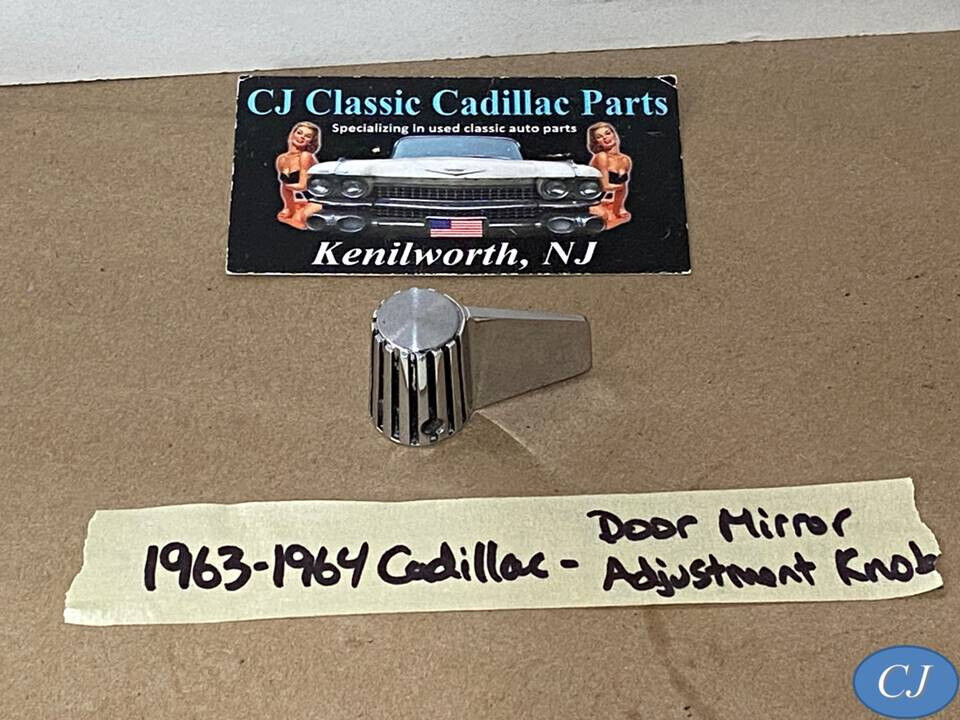 CJ Classic Cadillac Parts
Specializing in used classic auto parts
Kenilworth, NJ
1963-1964 Cadillac - Door Mirror
Adjustment Knob
CJ